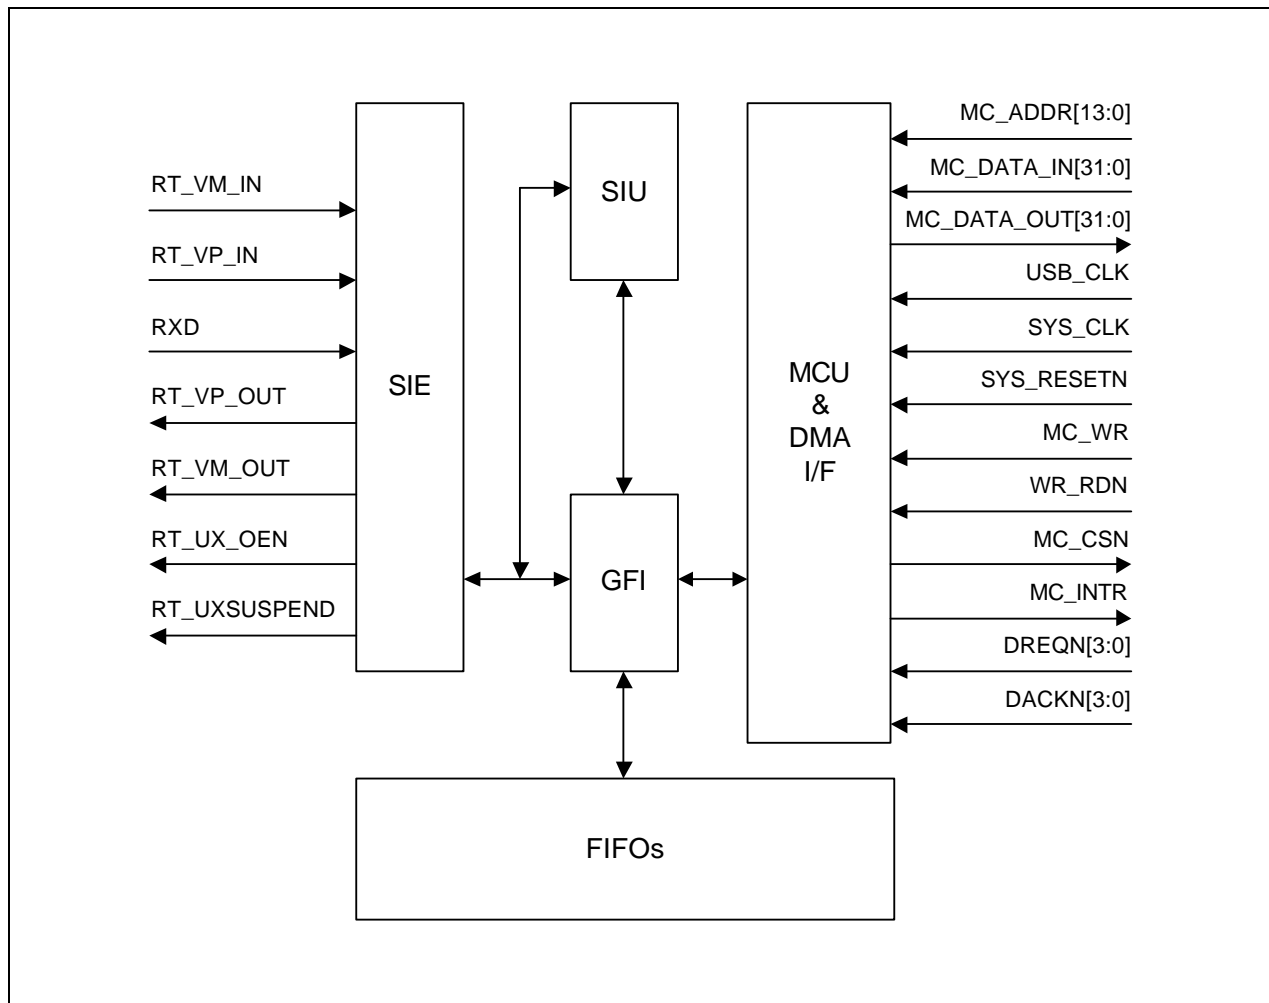 RT_VM_IN
RT_VP_IN
RXD
RT_VP_OUT
RT_VM_OUT
RT_UX_OEN
RT_UXSUSPEND
SIE
SIU
GFI
MCU
&
DMA
I/F
MC_ADDR[13:0]
MC_DATA_IN[31:0]
MC_DATA_OUT[31:0]
USB_CLK
SYS_CLK
SYS_RESETN
MC_WR
WR_RDN
MC_CSN
MC_INTR
DREQN[3:0]
DACKN[3:0]
FIFOs